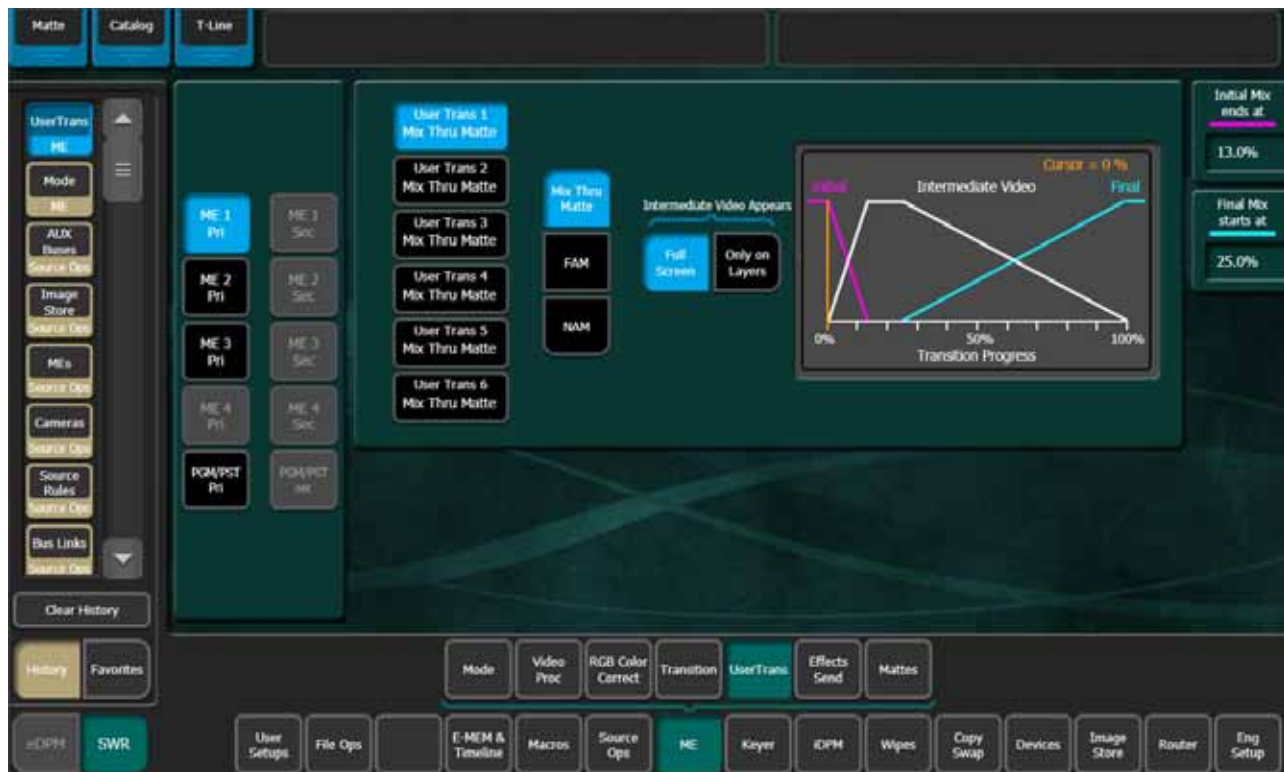 Matte
Catalog
T-Line
UserTrans
ME
Mode
ME
AUX
Buses
Source Ops
Image
Store
Source Ops
MEs
Source Ops
Cameras
Source Ops
Source
Rules
Source Ops
Bus Links
Source Ops
Clear History
History
Favorites
eDPM
SWR
ME 1
Pri
ME 1
Sec
ME 2
Pri
ME 2
Sec
ME 3
Pri
ME 3
Sec
ME 4
Pri
ME 4
Sec
PGM/PST
Pri
PGM/PST
sec
User Trans 1
Mix Thru Matte
User Trans 2
Mix Thru Matte
User Trans 3
Mix Thru Matte
User Trans 4
Mix Thru Matte
User Trans 5
Mix Thru Matte
User Trans 6
Mix Thru Matte
Mix Thru
Matte
FAM
NAM
Intermediate Video Appears
Full
Screen
Only on
Layers
Cursor = 0 %
Initial
Intermediate Video
Final
0%
50%
100%
Transition Progress
Initial Mix
ends at
13.0%
Final Mix
starts at
25.0%
Mode
Video
Proc
RGB Color
Correct
Transition
UserTrans
Effects
Send
Mattes
User
Setups
File Ops
E-MEM &
Timeline
Macros
Source
Ops
ME
Keyer
iDPM
Wipes
Copy
Swap
Devices
Image
Store
Router
Eng
Setup